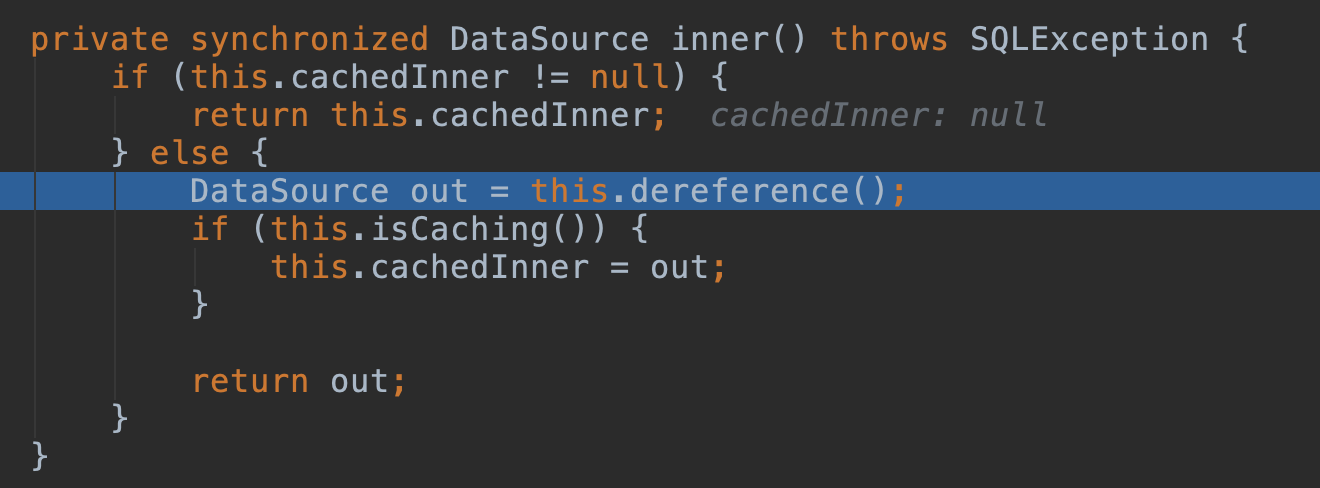 private synchronized DataSource inner() throws SQLException {
    if (this.cachedInner != null) {
        return this.cachedInner;  cachedInner: null
    } else {
        DataSource out = this.dereference();
        if (this.isCaching()) {
            this.cachedInner = out;
        }

        return out;
    }
}